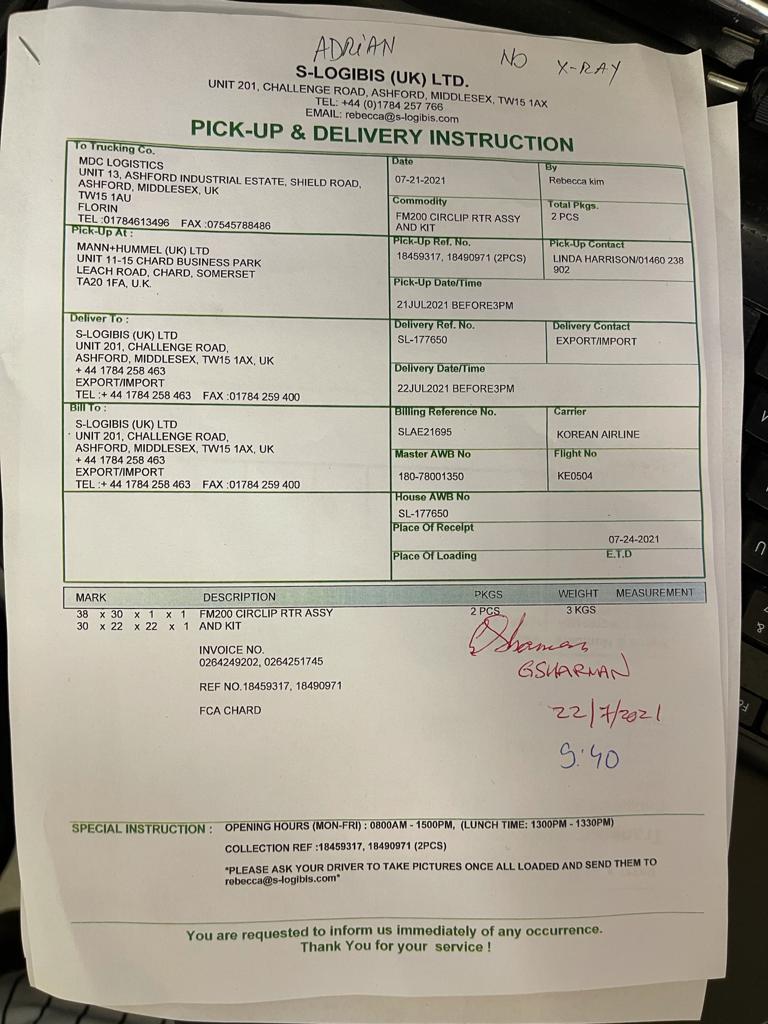 ADRiAN
NO X-RAY
S-LOGIBIS (UK) LTD.
UNIT 201, CHALLENGE ROAD, ASHFORD, MIDDLESEX, TW15 1AX
TEL: +44 (0)1784 257 766
EMAIL: rebecca@s-logibis.com
PICK-UP & DELIVERY INSTRUCTION
To Trucking Co.
MDC LOGISTICS
UNIT 13, ASHFORD INDUSTRIAL ESTATE, SHIELD ROAD,
ASHFORD, MIDDLESEX, UK
TW15 1AU
FLORIN
TEL :01784613496 FAX :07545788486
Date
07-21-2021
By
Rebecca kim
Commodity
FM200 CIRCLIP RTR ASSY
AND KIT
Total Pkgs.
2 PCS
Pick-Up At :
MANN+HUMMEL (UK) LTD
UNIT 11-15 CHARD BUSINESS PARK
LEACH ROAD, CHARD, SOMERSET
TA20 1FA, U.K.
Pick-Up Ref. No.
18459317, 18490971 (2PCS)
Pick-Up Contact
LINDA HARRISON/01460 238
902
Pick-Up Date/Time
21JUL2021 BEFORE3PM
Deliver To :
S-LOGIBIS (UK) LTD
UNIT 201, CHALLENGE ROAD,
ASHFORD, MIDDLESEX, TW15 1AX, UK
+ 44 1784 258 463
EXPORT/IMPORT
TEL :+ 44 1784 258 463 FAX :01784 259 400
Delivery Ref. No.
SL-177650
Delivery Contact
EXPORT/IMPORT
Delivery Date/Time
22JUL2021 BEFORE3PM
Bill To :
S-LOGIBIS (UK) LTD
UNIT 201, CHALLENGE ROAD,
ASHFORD, MIDDLESEX, TW15 1AX, UK
+ 44 1784 258 463
EXPORT/IMPORT
TEL :+ 44 1784 258 463 FAX :01784 259 400
Billing Reference No.
SLAE21695
Carrier
KOREAN AIRLINE
Master AWB No
180-78001350
Flight No
KE0504
House AWB No
SL-177650
Place Of Receipt
07-24-2021
Place Of Loading E.T.D
MARK DESCRIPTION PKGS WEIGHT MEASUREMENT
38 x 30 x 1 x 1 FM200 CIRCLIP RTR ASSY 2 PCS 3 KGS
30 x 22 x 22 x 1 AND KIT
INVOICE NO.
0264249202, 0264251745
REF NO.18459317, 18490971
FCA CHARD
GSHARMAN
22/7/2021
9:40
SPECIAL INSTRUCTION : OPENING HOURS (MON-FRI) : 0800AM - 1500PM, (LUNCH TIME: 1300PM - 1330PM)
COLLECTION REF :18459317, 18490971 (2PCS)
*PLEASE ASK YOUR DRIVER TO TAKE PICTURES ONCE ALL LOADED AND SEND THEM TO
rebecca@s-logibis.com*
You are requested to inform us immediately of any occurrence.
Thank You for your service !